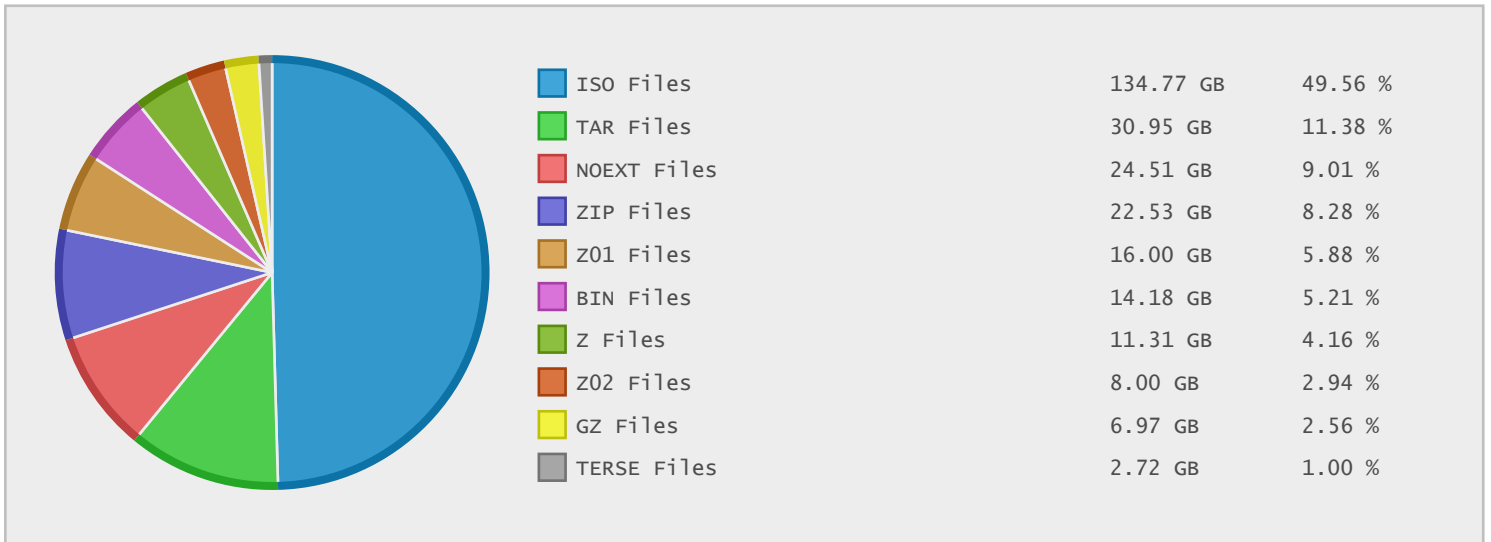 ISO Files 134.77 GB 49.56 %
TAR Files 30.95 GB 11.38 %
NOEXT Files 24.51 GB 9.01 %
ZIP Files 22.53 GB 8.28 %
Z01 Files 16.00 GB 5.88 %
BIN Files 14.18 GB 5.21 %
Z Files 11.31 GB 4.16 %
Z02 Files 8.00 GB 2.94 %
GZ Files 6.97 GB 2.56 %
TERSE Files 2.72 GB 1.00 %